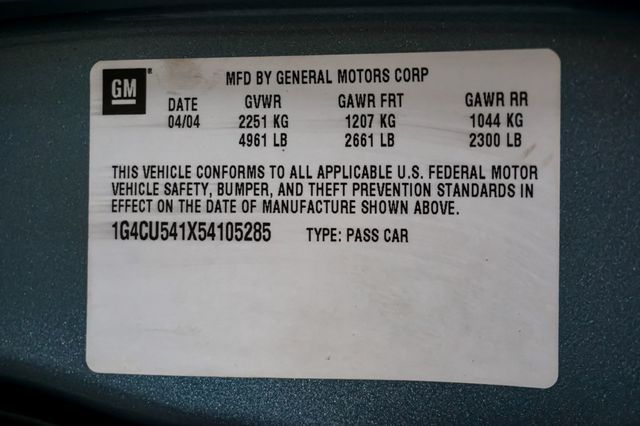 GM
MFD BY GENERAL MOTORS CORP
DATE GVWR GAWR FRT GAWR RR
04/04 2251 KG 1207 KG 1044 KG
4961 LB 2661 LB 2300 LB
THIS VEHICLE CONFORMS TO ALL APPLICABLE U.S. FEDERAL MOTOR
VEHICLE SAFETY, BUMPER, AND THEFT PREVENTION STANDARDS IN
EFFECT ON THE DATE OF MANUFACTURE SHOWN ABOVE.
1G4CU541X54105285 TYPE: PASS CAR